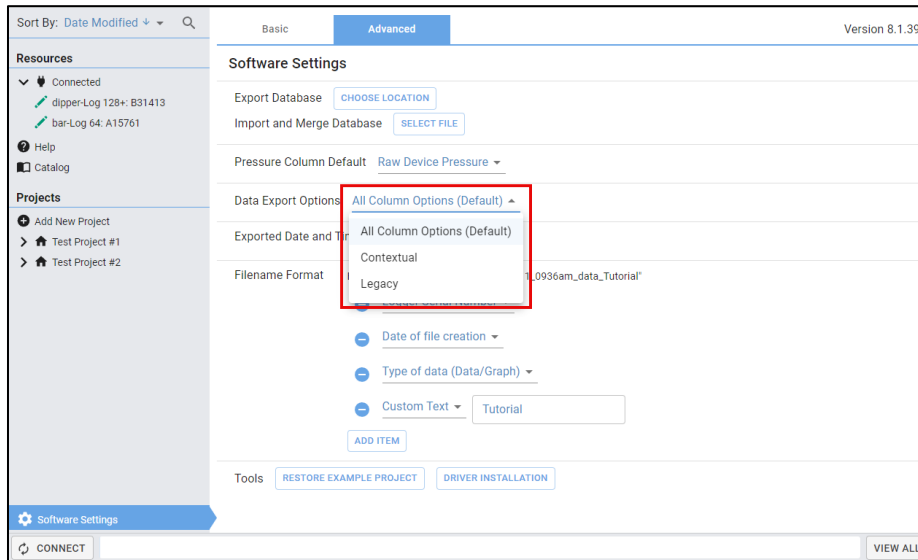 Sort By: Date Modified
Resources
Connected
dipper-Log 128+: B31413
bar-Log 64: A15761
Help
Catalog
Projects
Add New Project
Test Project #1
Test Project #2
Software Settings
Basic Advanced Version 8.1.39
Software Settings
Export Database CHOOSE LOCATION
Import and Merge Database SELECT FILE
Pressure Column Default Raw Device Pressure
Data Export Options All Column Options (Default)
All Column Options (Default)
Contextual
Legacy
Exported Date and
Filename Format 1_0936am_data_Tutorial"
Logger Serial Number
Date of file creation
Type of data (Data/Graph)
Custom Text Tutorial
ADD ITEM
Tools RESTORE EXAMPLE PROJECT DRIVER INSTALLATION
CONNECT VIEW ALL